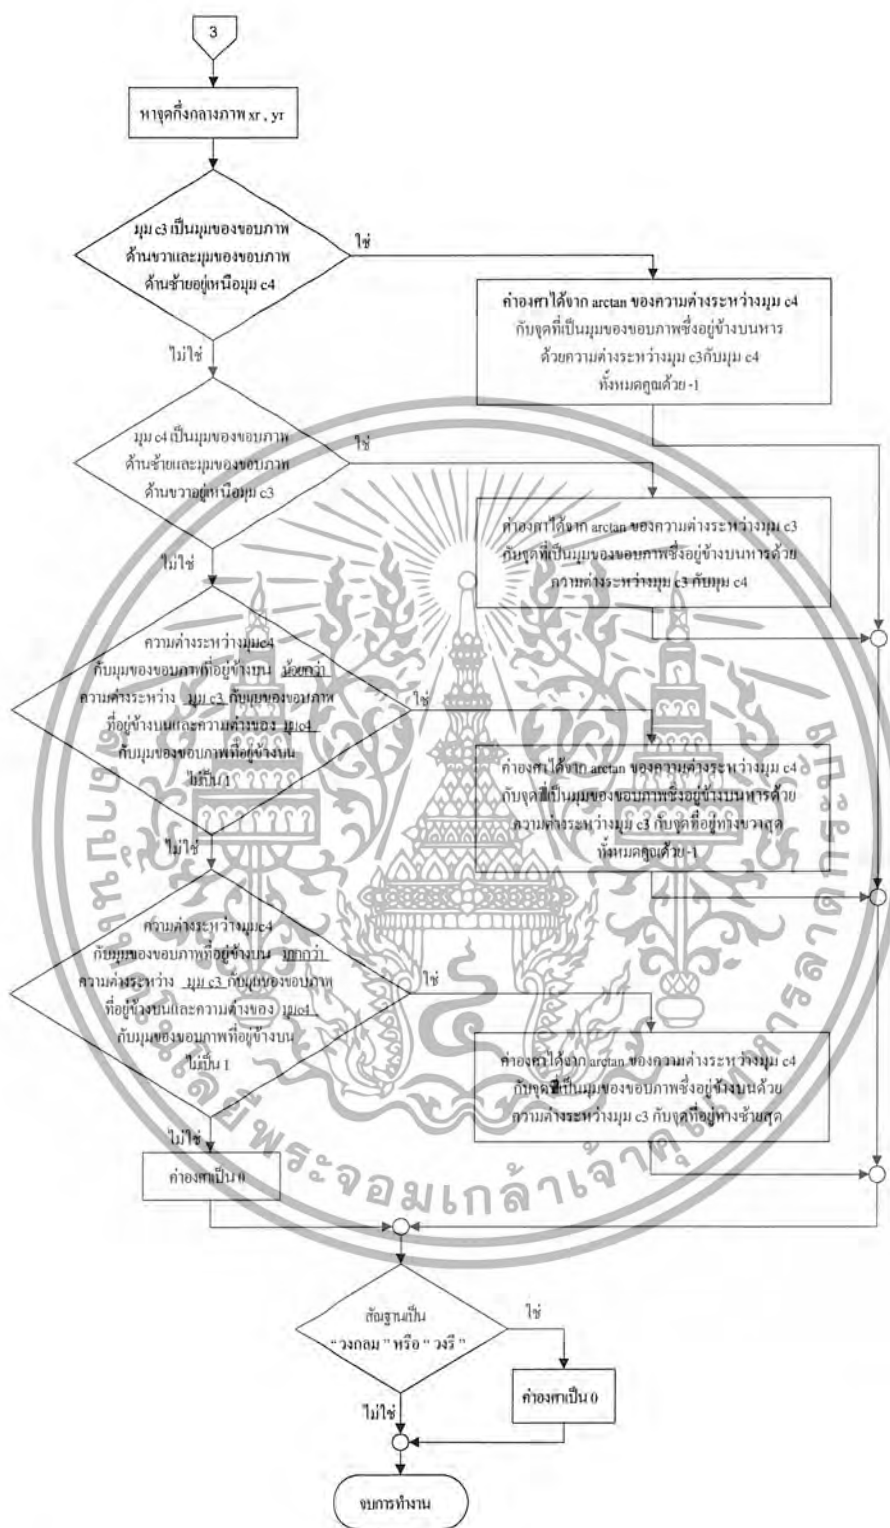 3
หาจุดกึ่งกลางภาพ xr , yr
มุม c3 เป็นมุมของขอบภาพ
ด้านขวาและมุมของขอบภาพ
ด้านซ้ายอยู่เหนือมุม c4
ใช่
ค่าองศาได้จาก arctan ของความต่างระหว่างมุม c4
กับจุดที่เป็นมุมของขอบภาพซึ่งอยู่ข้างบนหาร
ด้วยความต่างระหว่างมุม c3กับมุม c4
ทั้งหมดคูณด้วย -1
ไม่ใช่
มุม c4 เป็นมุมของขอบภาพ
ด้านซ้ายและมุมของขอบภาพ
ด้านขวาอยู่เหนือมุม c3
ใช่
ค่าองศาได้จาก arctan ของความต่างระหว่างมุม c3
กับจุดที่เป็นมุมของขอบภาพซึ่งอยู่ข้างบนหารด้วย
ความต่างระหว่างมุม c3 กับมุม c4
ไม่ใช่
ความต่างระหว่างมุมc4
กับมุมของขอบภาพที่อยู่ข้างบน น้อยกว่า
ความต่างระหว่าง มุม c3 กับมุมของขอบภาพ
ที่อยู่ข้างบนและความต่างของ มุมc4
กับมุมของขอบภาพที่อยู่ข้างบน
ไม่เป็น 1
ใช่
ค่าองศาได้จาก arctan ของความต่างระหว่างมุม c4
กับจุดที่เป็นมุมของขอบภาพซึ่งอยู่ข้างบนหารด้วย
ความต่างระหว่างมุม c3 กับจุดที่อยู่ทางขวาสุด
ทั้งหมดคูณด้วย -1
ไม่ใช่
ความต่างระหว่างมุมc4
กับมุมของขอบภาพที่อยู่ข้างบน มากกว่า
ความต่างระหว่าง มุม c3 กับมุมของขอบภาพ
ที่อยู่ข้างบนและความต่างของ มุมc4
กับมุมของขอบภาพที่อยู่ข้างบน
ไม่เป็น 1
ใช่
ค่าองศาได้จาก arctan ของความต่างระหว่างมุม c4
กับจุดที่เป็นมุมของขอบภาพซึ่งอยู่ข้างบนด้วย
ความต่างระหว่างมุม c3 กับจุดที่อยู่ทางซ้ายสุด
ไม่ใช่
ค่าองศาเป็น 0
สัณฐานเป็น
“ วงกลม ” หรือ “ วงรี ”
ใช่
ค่าองศาเป็น 0
ไม่ใช่
จบการทำงาน
สถาบันเทคโนโลยีพระจอมเกล้าเจ้าคุณทหารลาดกระบัง